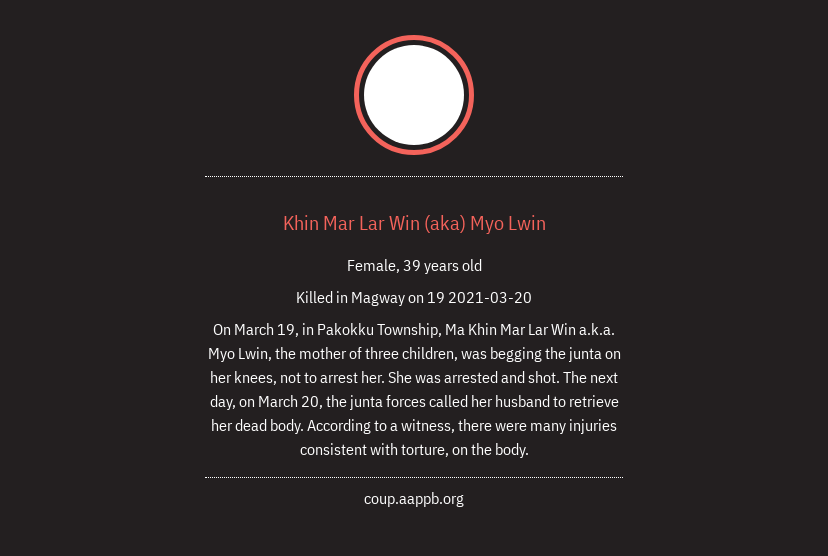 Khin Mar Lar Win (aka) Myo Lwin
Female, 39 years old
Killed in Magway on 19 2021-03-20
On March 19, in Pakokku Township, Ma Khin Mar Lar Win a.k.a.
Myo Lwin, the mother of three children, was begging the junta on
her knees, not to arrest her. She was arrested and shot. The next
day, on March 20, the junta forces called her husband to retrieve
her dead body. According to a witness, there were many injuries
consistent with torture, on the body.
coup.aappb.org